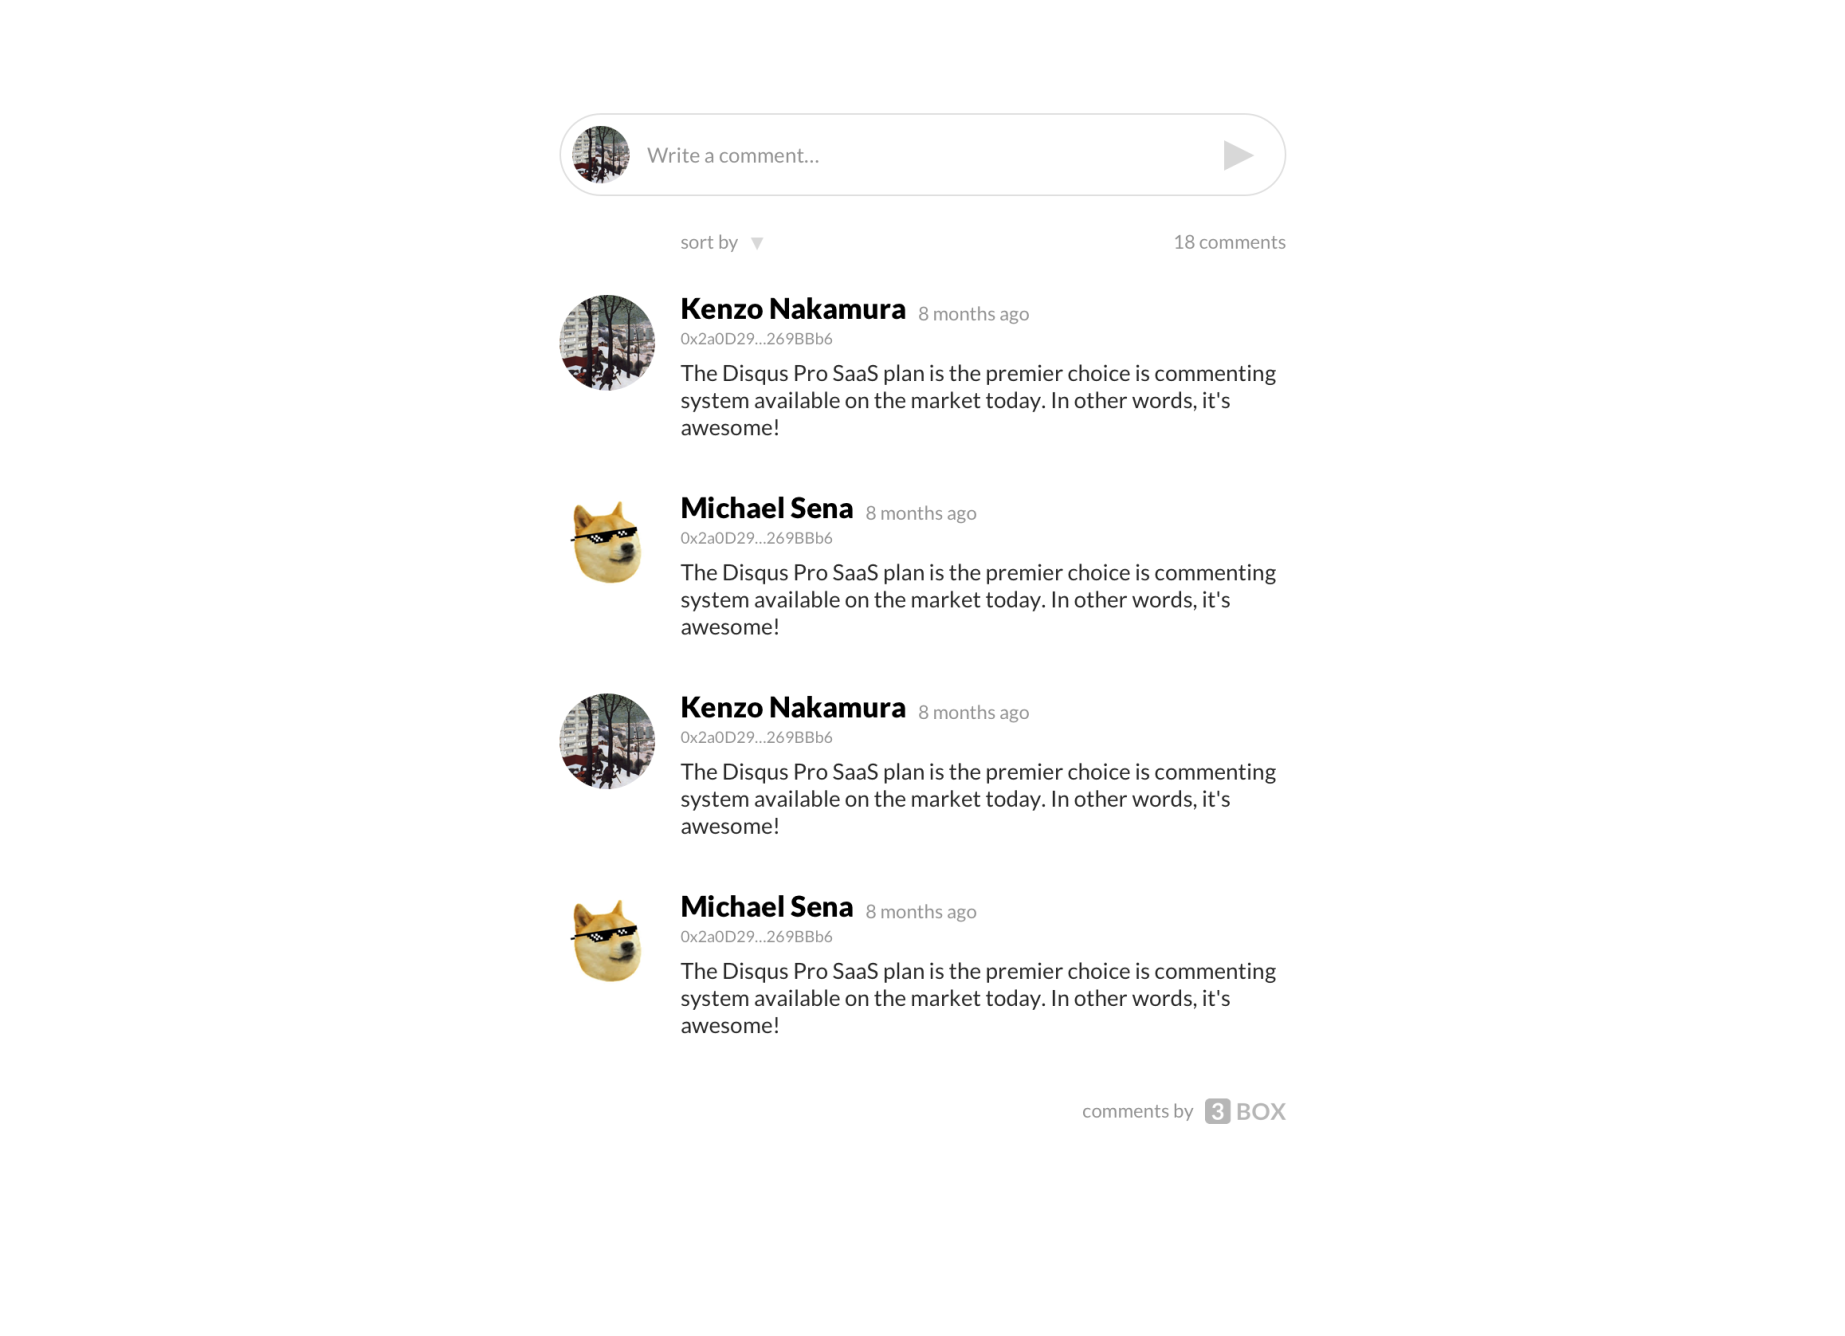 Write a comment...
sort by ▼ 18 comments
Kenzo Nakamura 8 months ago
0x2a0D29...269BBb6
The Disqus Pro SaaS plan is the premier choice is commenting
system available on the market today. In other words, it's
awesome!
Michael Sena 8 months ago
0x2a0D29...269BBb6
The Disqus Pro SaaS plan is the premier choice is commenting
system available on the market today. In other words, it's
awesome!
Kenzo Nakamura 8 months ago
0x2a0D29...269BBb6
The Disqus Pro SaaS plan is the premier choice is commenting
system available on the market today. In other words, it's
awesome!
Michael Sena 8 months ago
0x2a0D29...269BBb6
The Disqus Pro SaaS plan is the premier choice is commenting
system available on the market today. In other words, it's
awesome!
comments by 3 BOX